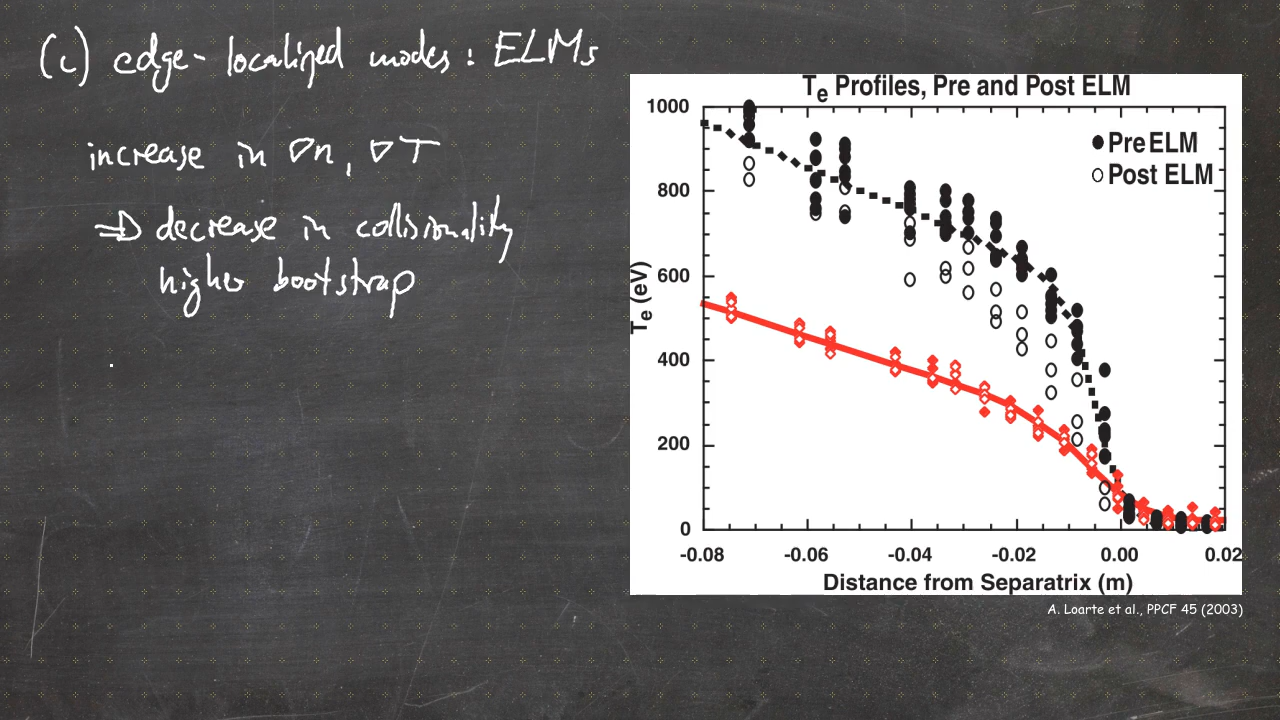 (c) edge-localized modes: ELMs
increase in ∇n, ∇T
⇒ decrease in collisionality
higher bootstrap
Te Profiles, Pre and Post ELM
1000
800
600
400
200
0
Te (eV)
Pre ELM
Post ELM
-0.08 -0.06 -0.04 -0.02 0.00 0.02
Distance from Separatrix (m)
A. Loarte et al., PPCF 45 (2003)